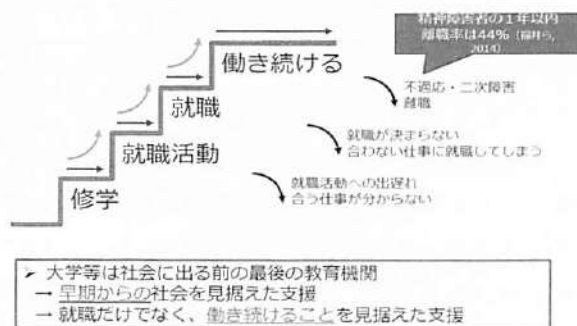 精神障害者の1年以内
離職率は44%（福井ら,
2014）
働き続ける
不適応・二次障害
離職
就職
就職が決まらない
合わない仕事に就職してしまう
就職活動
就職活動への出遅れ
合う仕事が分からない
修学
➢ 大学等は社会に出る前の最後の教育機関
→ 早期からの社会を見据えた支援
→ 就職だけでなく、働き続けることを見据えた支援